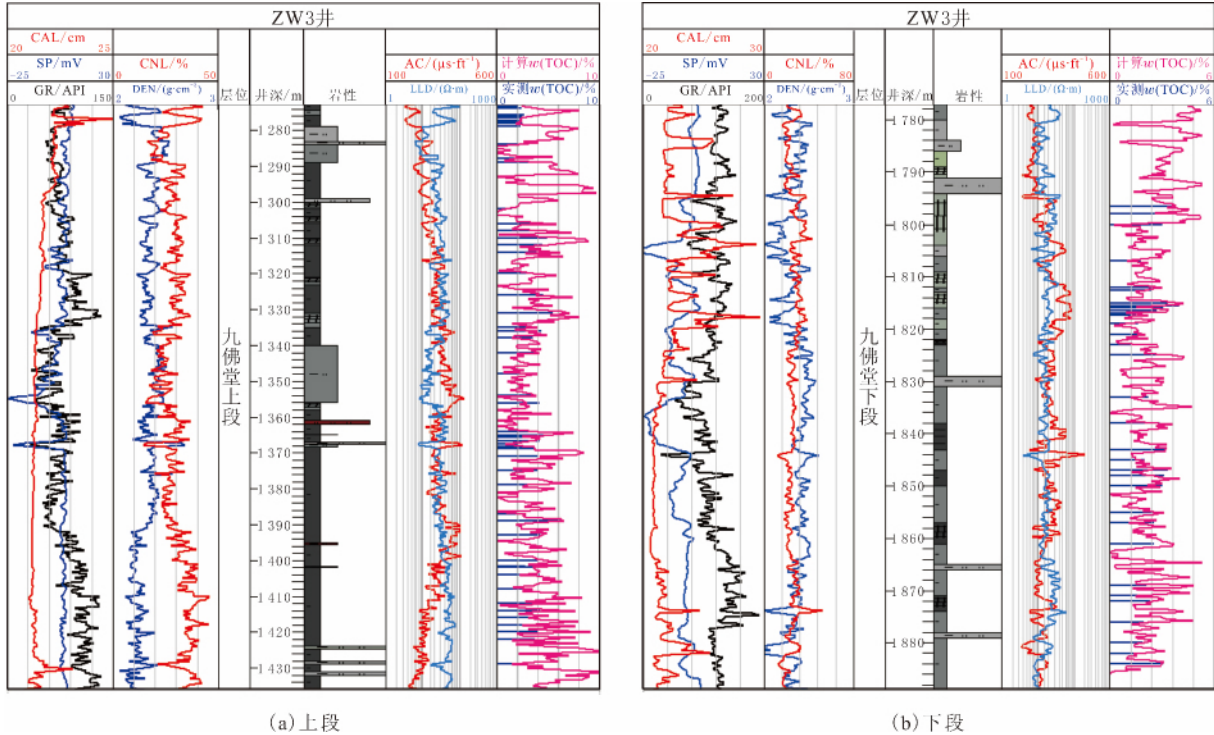 ZW3井
CAL/cm
20 25
SP/mV
-25 30
GR/API
0 150
CNL/%
0 50
DEN/(g·cm⁻³)
2 3
层位
井深/m
岩性
AC/(μs·ft⁻¹)
100 600
LLD/(Ω·m)
1 1000
计算w(TOC)/%
0 10
实测w(TOC)/%
0 10
九佛堂上段
1 280
1 290
1 300
1 310
1 320
1 330
1 340
1 350
1 360
1 370
1 380
1 390
1 400
1 410
1 420
1 430
(a)上段
ZW3井
CAL/cm
20 30
SP/mV
-25 30
GR/API
0 200
CNL/%
0 80
DEN/(g·cm⁻³)
2 3
层位
井深/m
岩性
AC/(μs·ft⁻¹)
100 600
LLD/(Ω·m)
1 1000
计算w(TOC)/%
0 6
实测w(TOC)/%
0 6
九佛堂下段
1 780
1 790
1 800
1 810
1 820
1 830
1 840
1 850
1 860
1 870
1 880
(b)下段